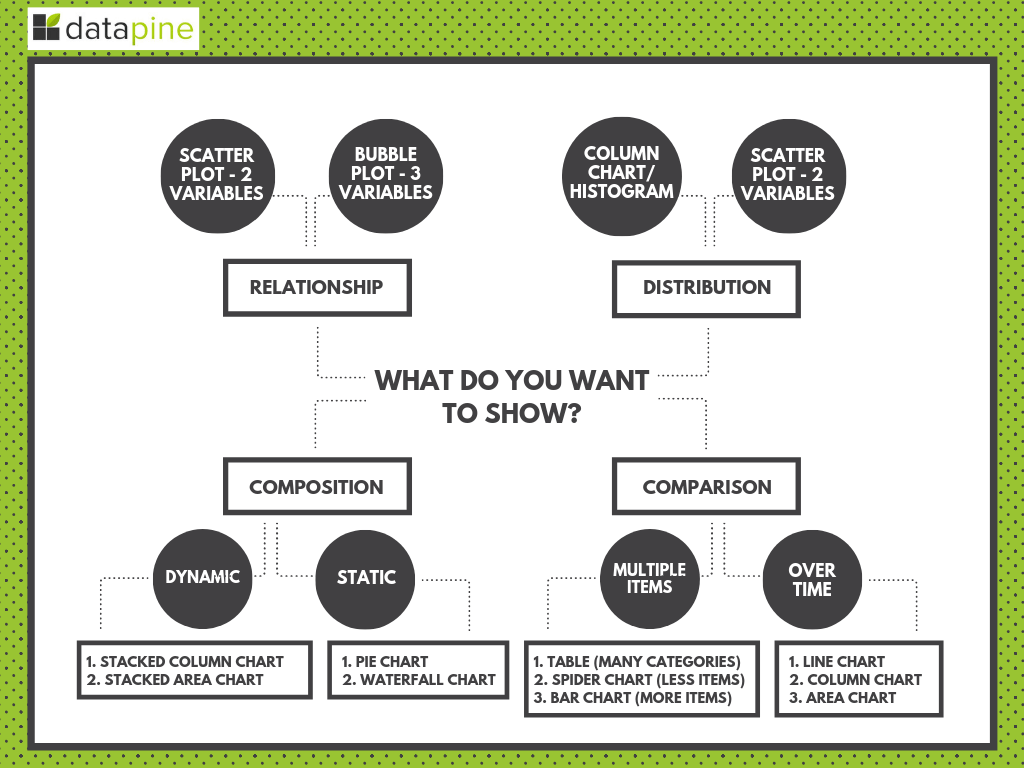 datapine
SCATTER
PLOT - 2
VARIABLES
BUBBLE
PLOT - 3
VARIABLES
COLUMN
CHART/
HISTOGRAM
SCATTER
PLOT - 2
VARIABLES
RELATIONSHIP
DISTRIBUTION
WHAT DO YOU WANT
TO SHOW?
COMPOSITION
COMPARISON
DYNAMIC
STATIC
MULTIPLE
ITEMS
OVER
TIME
1. STACKED COLUMN CHART
2. STACKED AREA CHART
1. PIE CHART
2. WATERFALL CHART
1. TABLE (MANY CATEGORIES)
2. SPIDER CHART (LESS ITEMS)
3. BAR CHART (MORE ITEMS)
1. LINE CHART
2. COLUMN CHART
3. AREA CHART